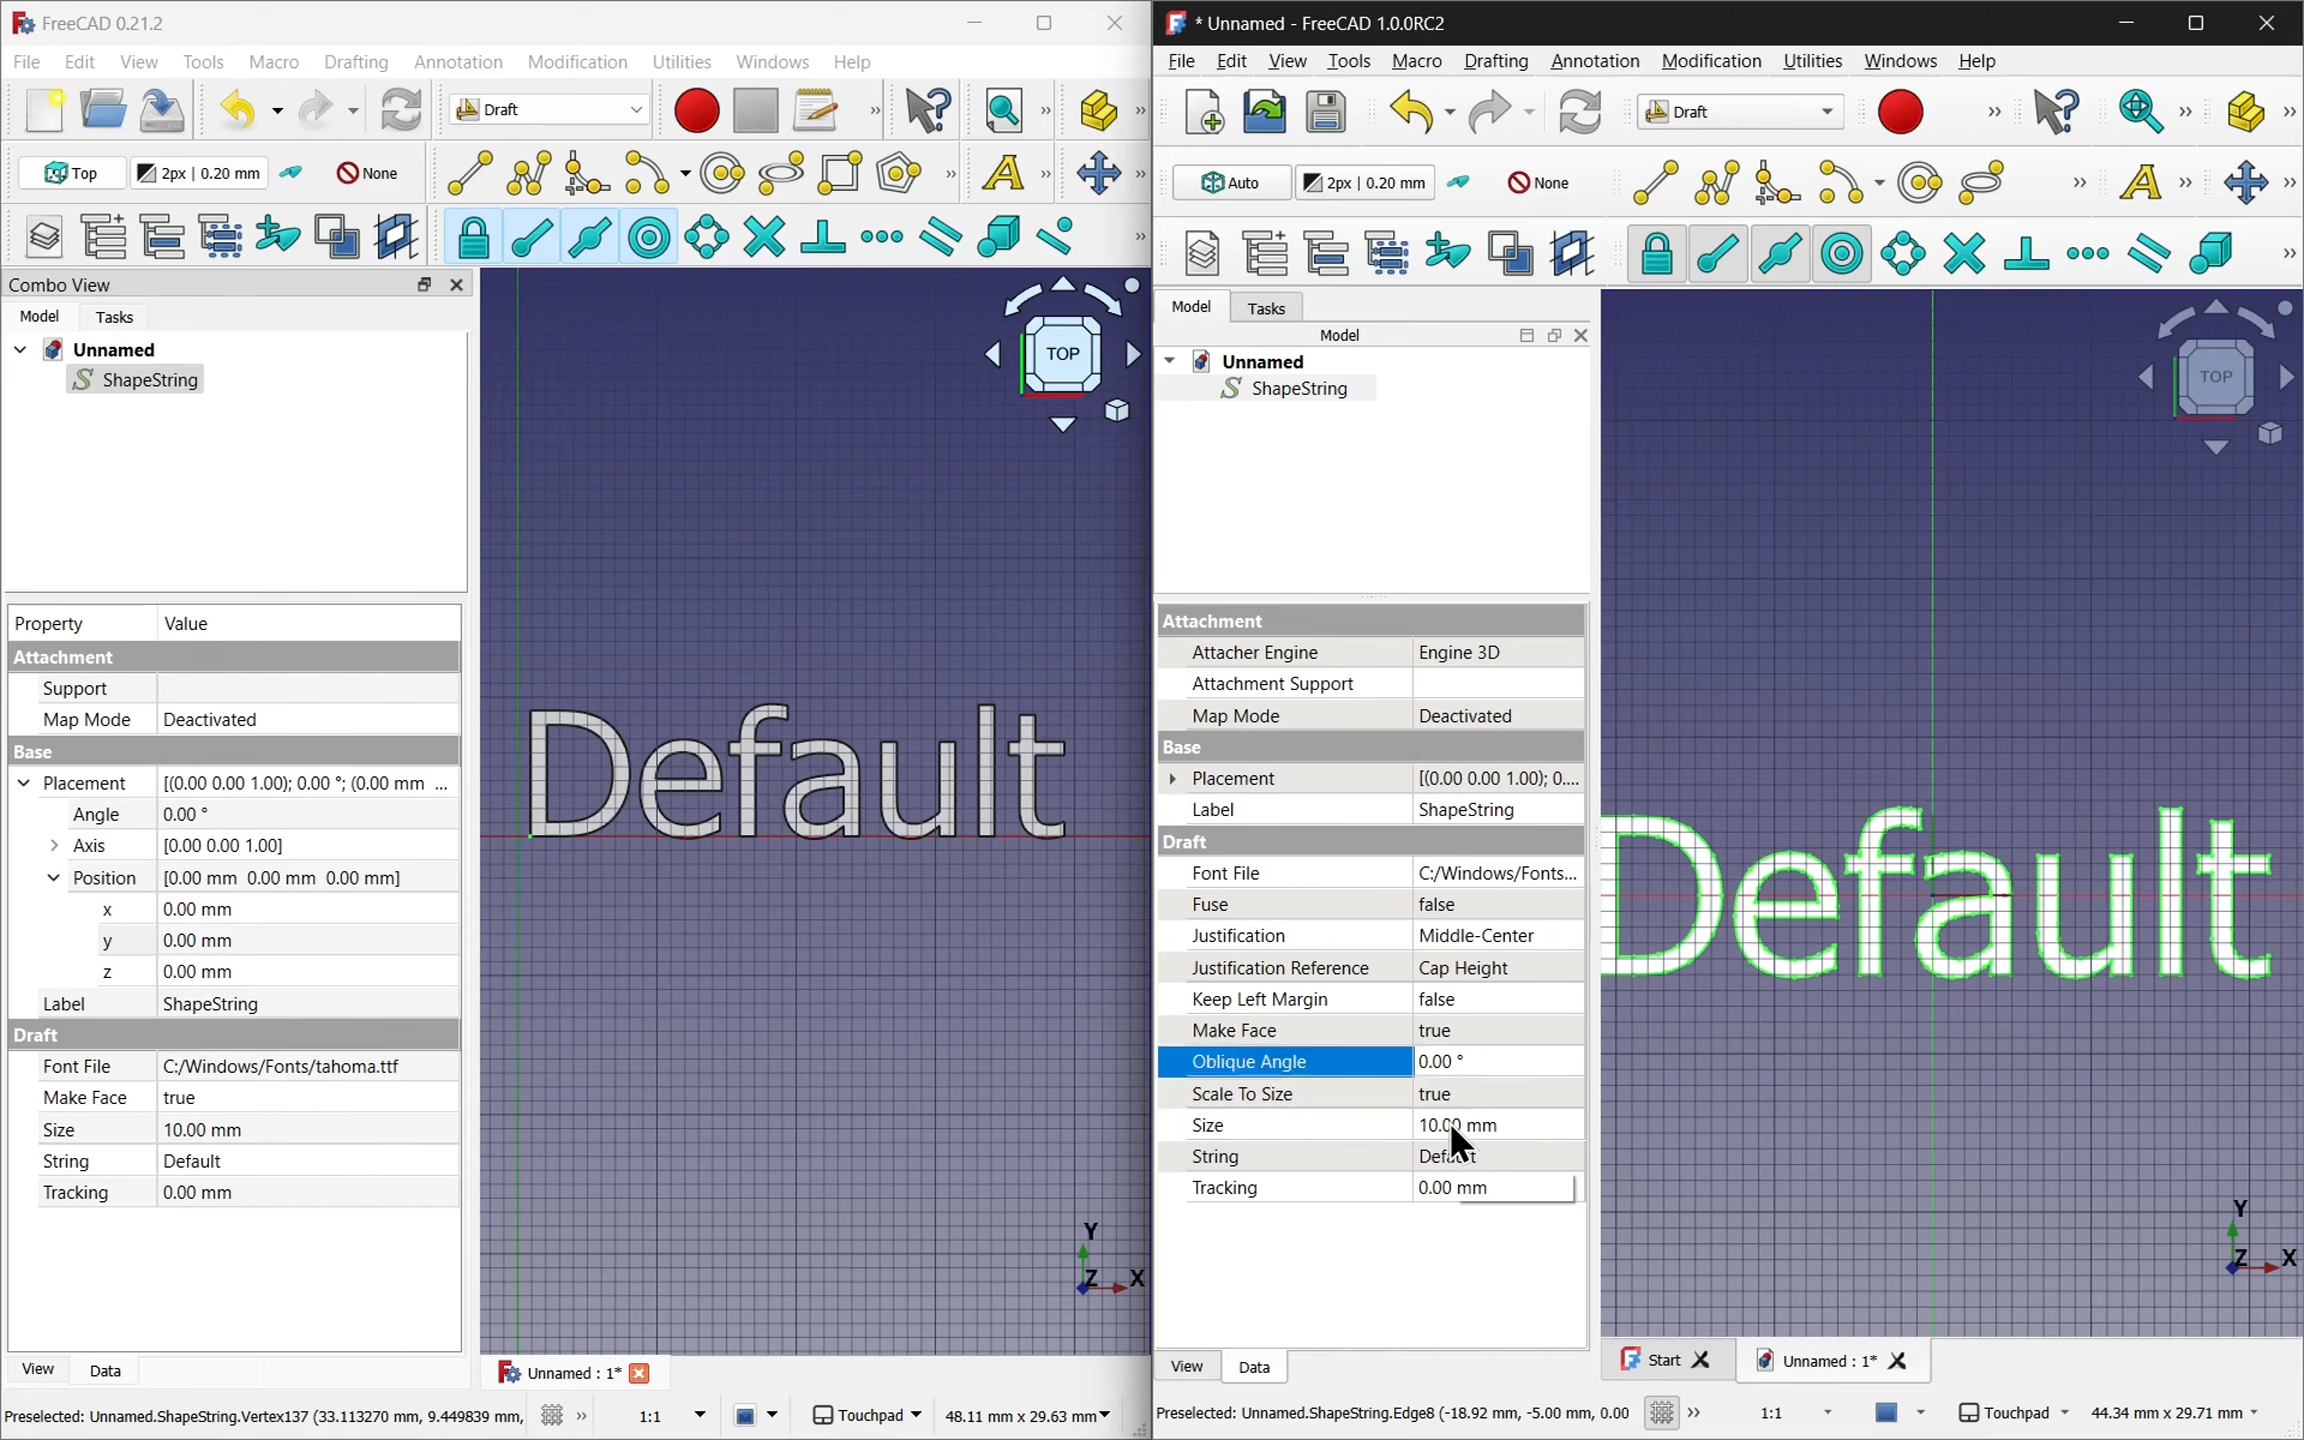 FreeCAD 0.21.2
File Edit View Tools Macro Drafting Annotation Modification Utilities Windows Help
Draft
Top 2px | 0.20 mm None
Combo View
Model Tasks
Unnamed
ShapeString
TOP
Property Value
Attachment
Support
Map Mode Deactivated
Base
Placement [(0.00 0.00 1.00); 0.00 °; (0.00 mm ...
Angle 0.00 °
Axis [0.00 0.00 1.00]
Position [0.00 mm 0.00 mm 0.00 mm]
x 0.00 mm
y 0.00 mm
z 0.00 mm
Label ShapeString
Draft
Font File C:/Windows/Fonts/tahoma.ttf
Make Face true
Size 10.00 mm
String Default
Tracking 0.00 mm
View Data
Default
Y
Z X
Unnamed : 1*
Preselected: Unnamed.ShapeString.Vertex137 (33.113270 mm, 9.449839 mm, 1:1 Touchpad 48.11 mm x 29.63 mm
* Unnamed - FreeCAD 1.0.0RC2
File Edit View Tools Macro Drafting Annotation Modification Utilities Windows Help
Draft
Auto 2px | 0.20 mm None
Model Tasks
Model
Unnamed
ShapeString
TOP
Attachment
Attacher Engine Engine 3D
Attachment Support
Map Mode Deactivated
Base
Placement [(0.00 0.00 1.00); 0....
Label ShapeString
Draft
Font File C:/Windows/Fonts...
Fuse false
Justification Middle-Center
Justification Reference Cap Height
Keep Left Margin false
Make Face true
Oblique Angle 0.00 °
Scale To Size true
Size 10.00 mm
String Default
Tracking 0.00 mm
View Data
Default
Y
Z X
Start Unnamed : 1*
Preselected: Unnamed.ShapeString.Edge8 (-18.92 mm, -5.00 mm, 0.00 1:1 Touchpad 44.34 mm x 29.71 mm